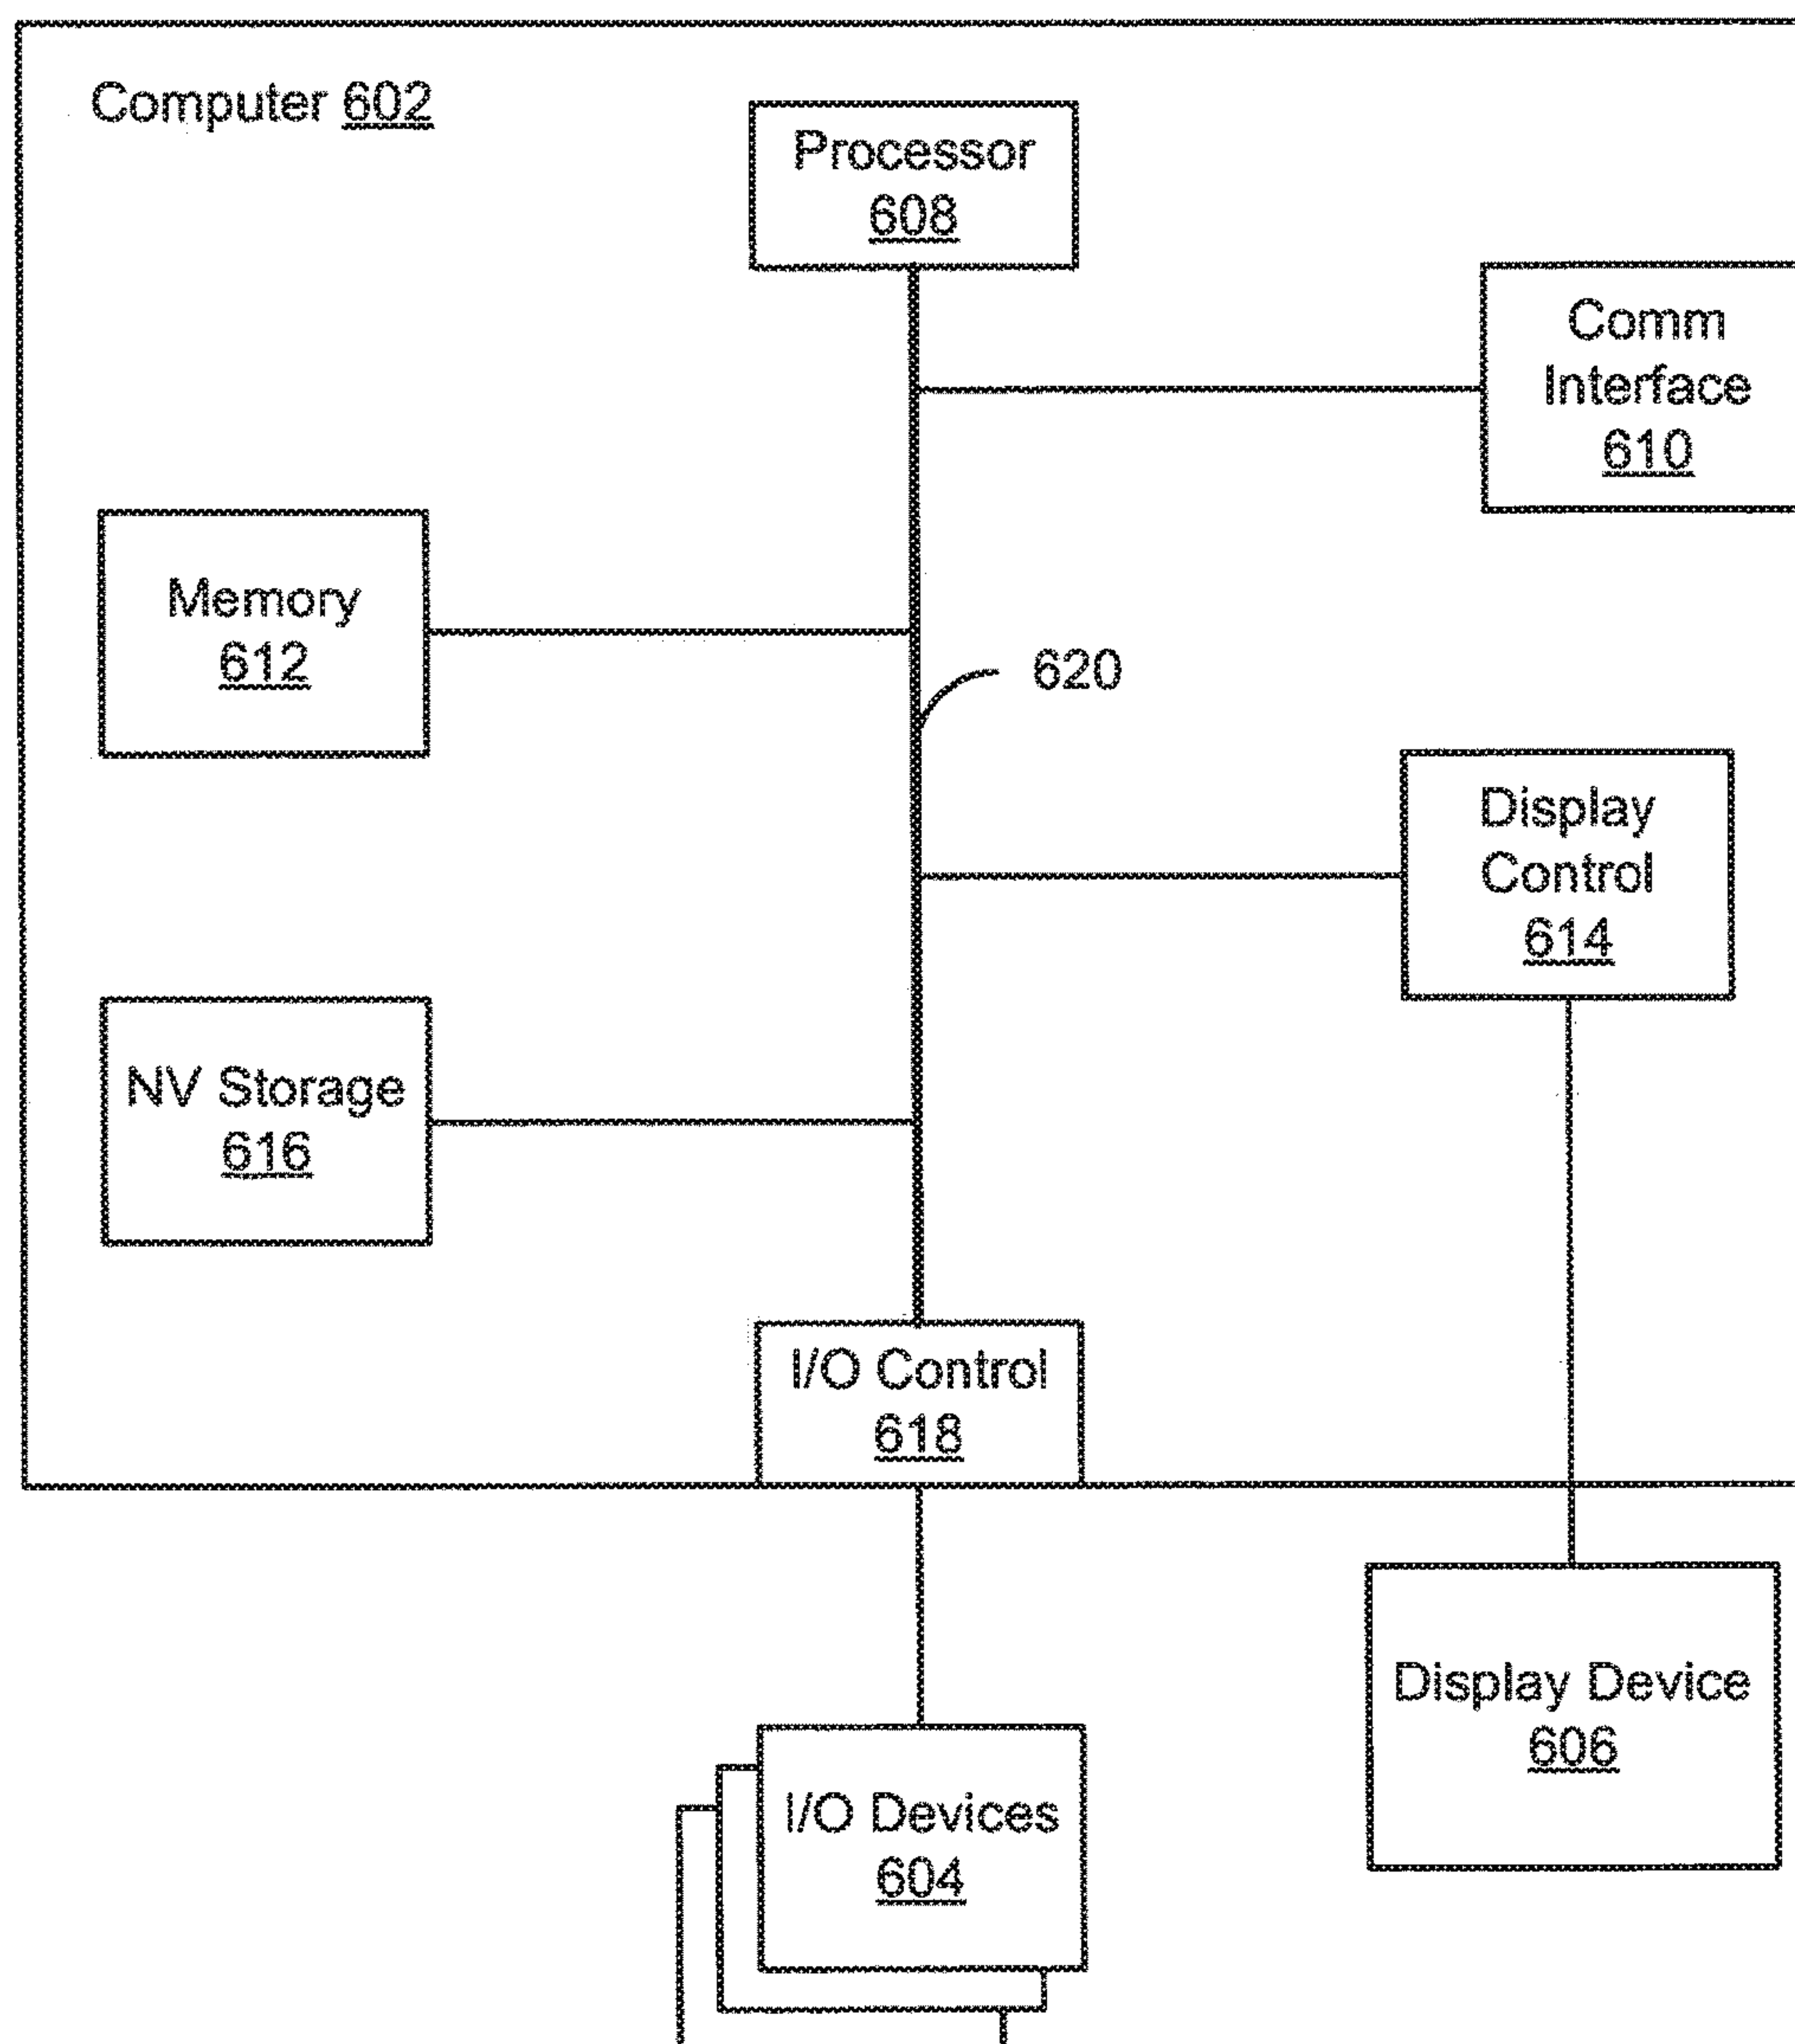 Computer 602
Processor
608
Comm
Interface
610
Memory
612
620
Display
Control
614
NV Storage
616
I/O Control
618
Display Device
606
I/O Devices
604